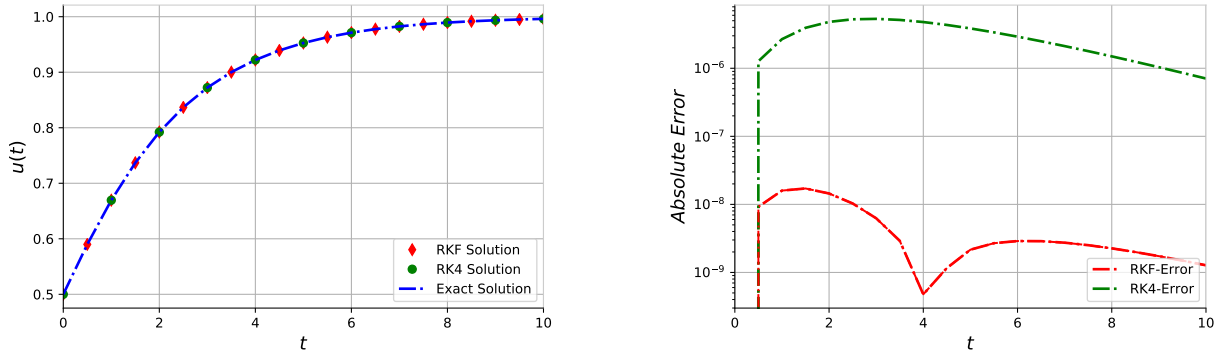 1.0
0.9
0.8
0.7
0.6
0.5
u(t)
0 2 4 6 8 10
t
RKF Solution
RK4 Solution
Exact Solution
10⁻⁶
10⁻⁷
10⁻⁸
10⁻⁹
Absolute Error
0 2 4 6 8 10
t
RKF-Error
RK4-Error